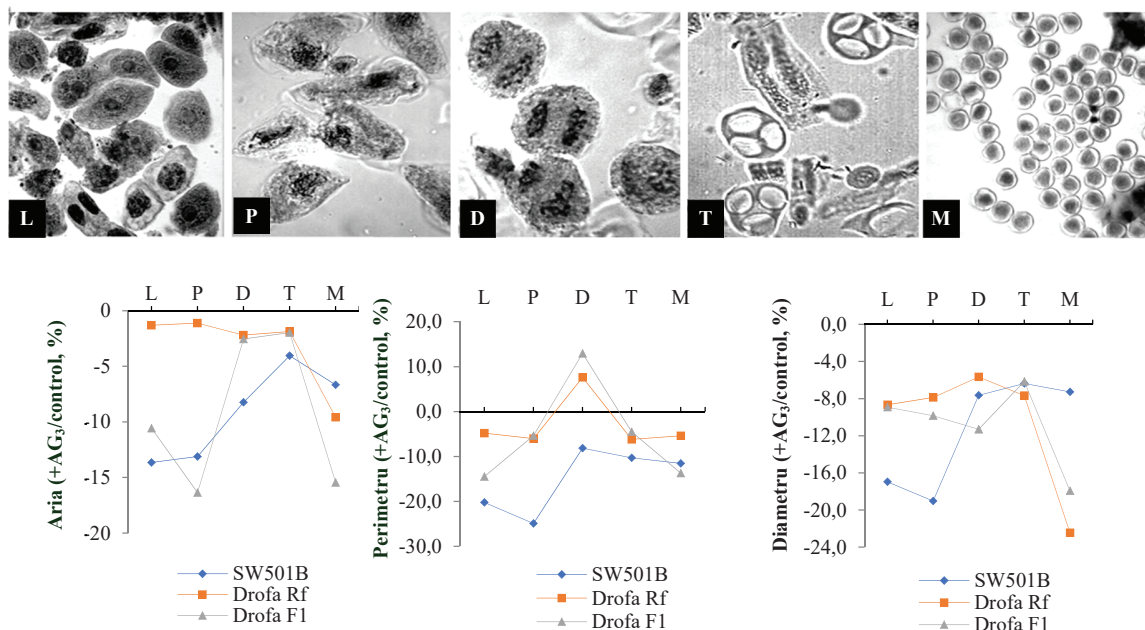 L P D T M
L P D T M
0
-5
-10
-15
-20
Aria (+AG₃/control, %)
SW501B
Drofa Rf
Drofa F1
20,0
10,0
0,0
-10,0
-20,0
-30,0
L P D T M
Perimetru (+AG₃/control, %)
SW501B
Drofa Rf
Drofa F1
L P D T M
0,0
-4,0
-8,0
-12,0
-16,0
-20,0
-24,0
Diametru (+AG₃/control, %)
SW501B
Drofa Rf
Drofa F1